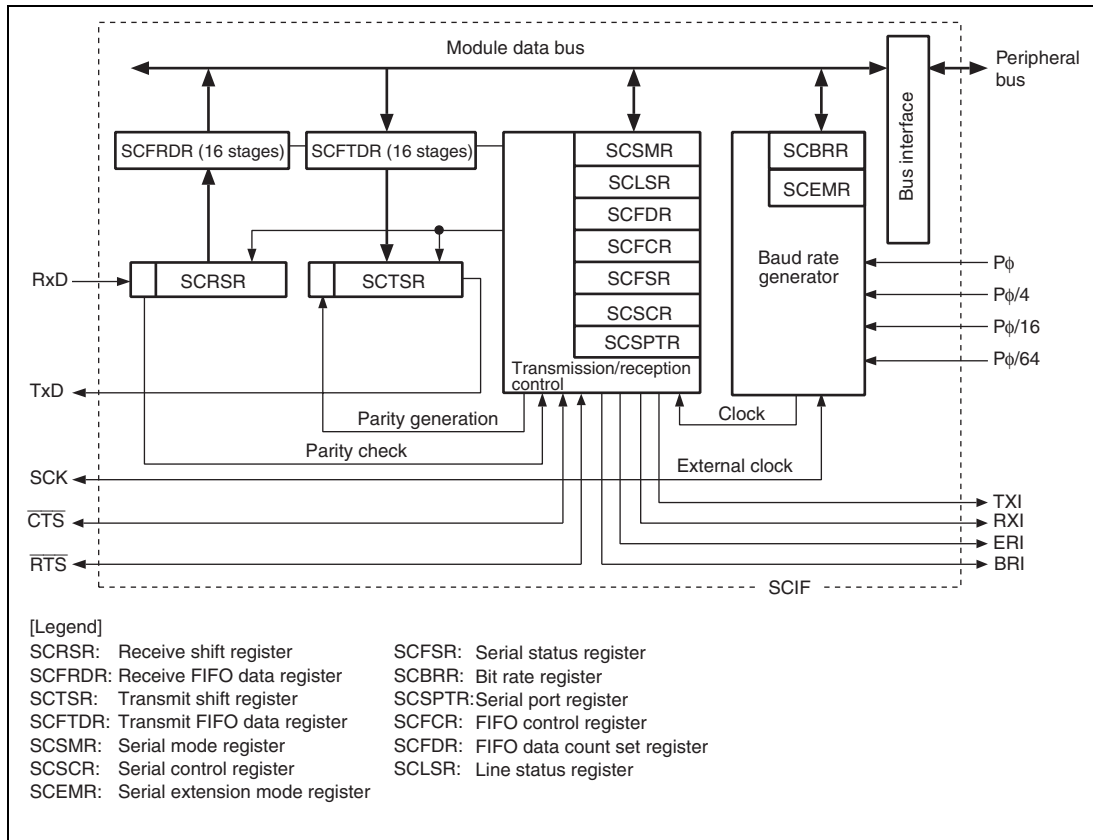 Module data bus
Peripheral
bus
Bus interface
SCFRDR (16 stages)
SCFTDR (16 stages)
SCSMR
SCLSR
SCFDR
SCFCR
SCFSR
SCSCR
SCSPTR
Transmission/reception
control
SCBRR
SCEMR
Baud rate
generator
RxD
SCRSR
SCTSR
Pϕ
Pϕ/4
Pϕ/16
Pϕ/64
TxD
Parity generation
Clock
Parity check
SCK
External clock
CTS
RTS
TXI
RXI
ERI
BRI
SCIF
[Legend]
SCRSR: Receive shift register
SCFRDR: Receive FIFO data register
SCTSR: Transmit shift register
SCFTDR: Transmit FIFO data register
SCSMR: Serial mode register
SCSCR: Serial control register
SCEMR: Serial extension mode register
SCFSR: Serial status register
SCBRR: Bit rate register
SCSPTR: Serial port register
SCFCR: FIFO control register
SCFDR: FIFO data count set register
SCLSR: Line status register